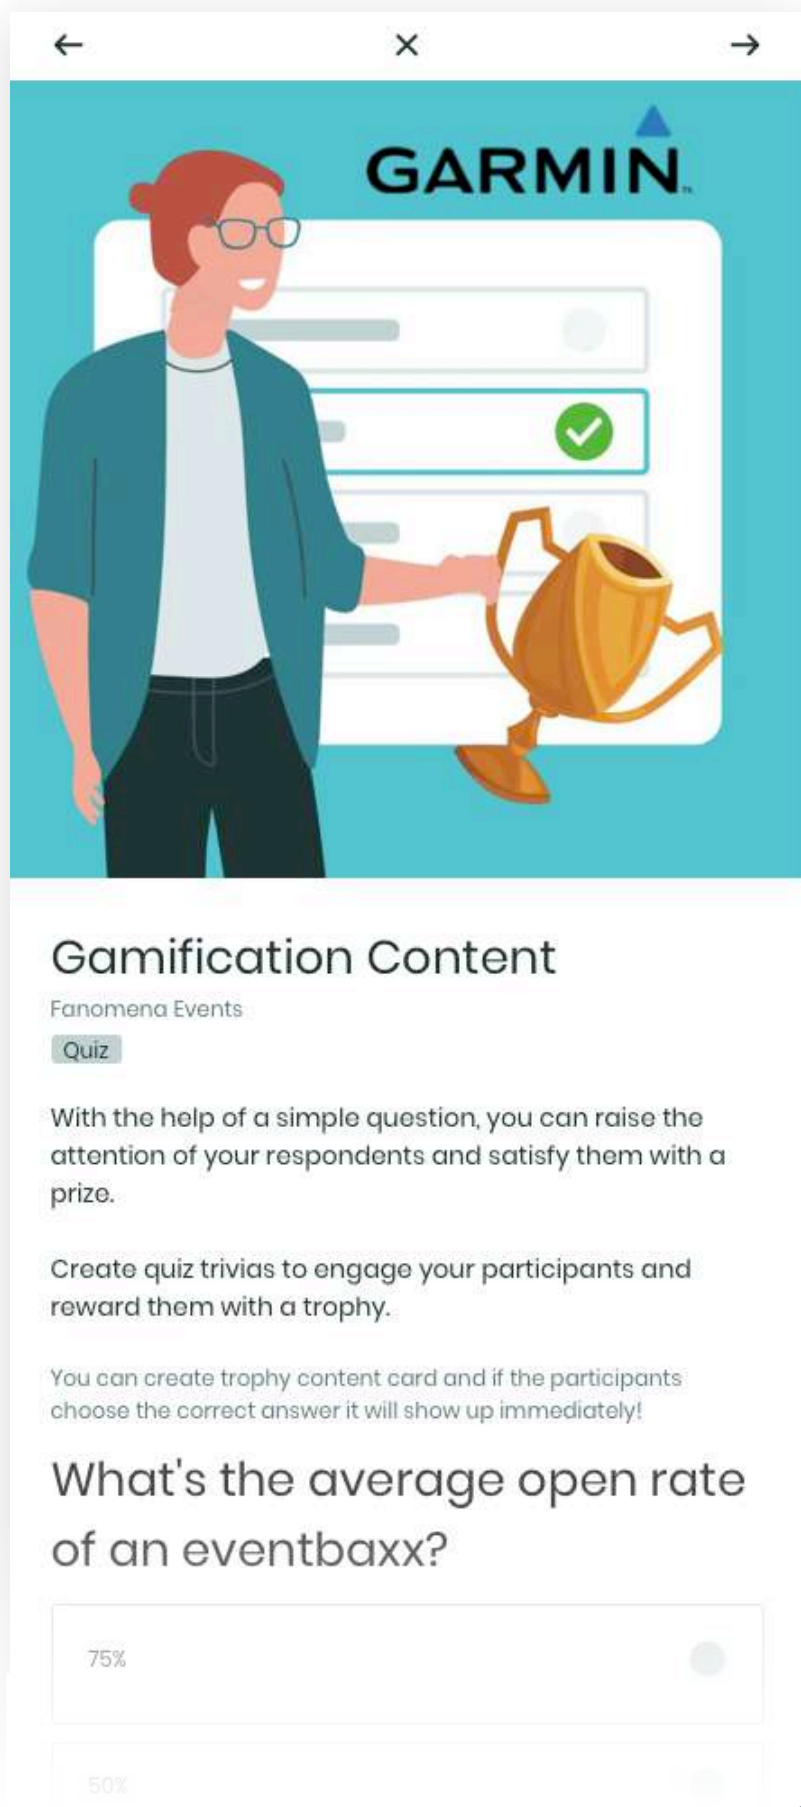 GARMIN
Gamification Content
Fanomena Events
Quiz
With the help of a simple question, you can raise the
attention of your respondents and satisfy them with a
prize.
Create quiz trivias to engage your participants and
reward them with a trophy.
You can create trophy content card and if the participants
choose the correct answer it will show up immediately!
What's the average open rate
of an eventbaxx?
75%
50%